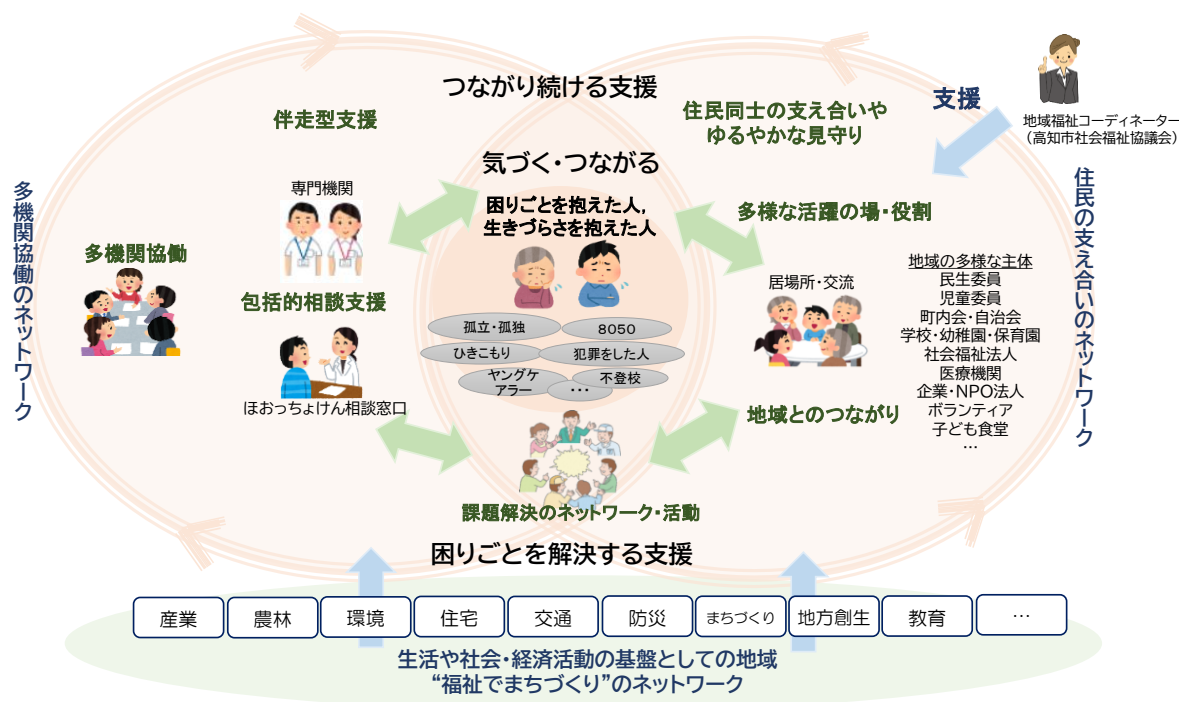 つながり続ける支援
伴走型支援
住民同士の支え合いや
ゆるやかな見守り
支援
地域福祉コーディネーター
（高知市社会福祉協議会）
気づく・つながる
困りごとを抱えた人，
生きづらさを抱えた人
専門機関
多機関協働のネットワーク
多機関協働
包括的相談支援
ほおっちょけん相談窓口
孤立・孤独
8050
ひきこもり
犯罪をした人
ヤングケ
アラー
不登校
・・・
多様な活躍の場・役割
居場所・交流
地域とのつながり
地域の多様な主体
民生委員
児童委員
町内会・自治会
学校・幼稚園・保育園
社会福祉法人
医療機関
企業・NPO法人
ボランティア
子ども食堂
…
住民の支え合いのネットワーク
課題解決のネットワーク・活動
困りごとを解決する支援
産業
農林
環境
住宅
交通
防災
まちづくり
地方創生
教育
…
生活や社会・経済活動の基盤としての地域
“福祉でまちづくり”のネットワーク